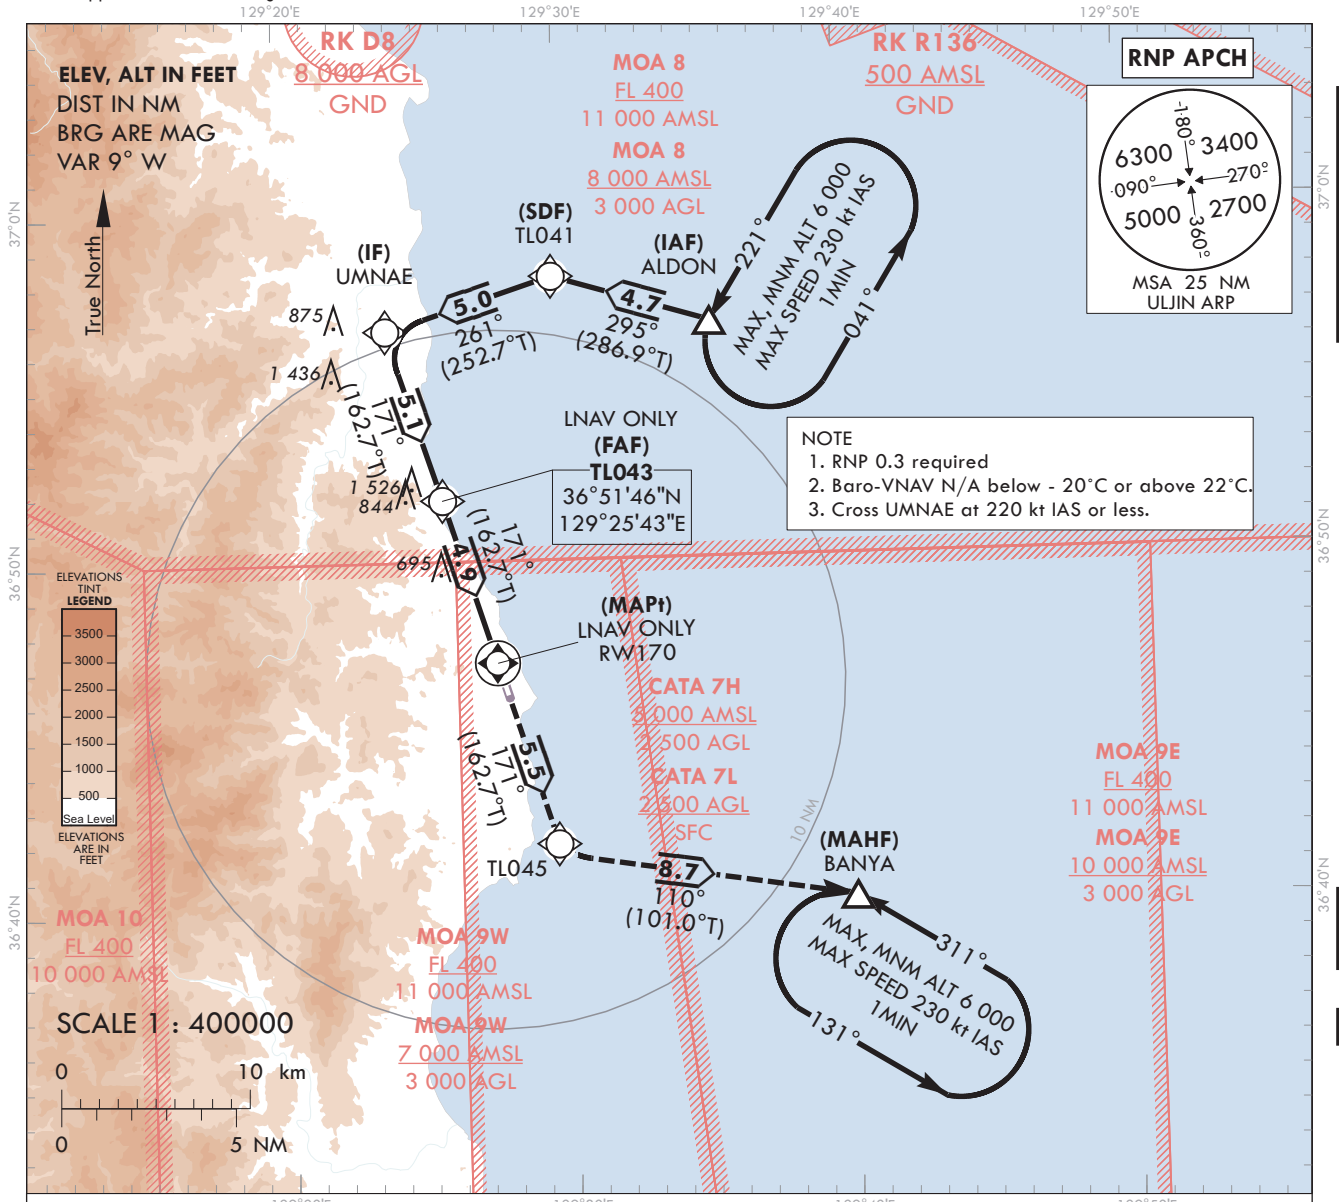 129°20'E
129°30'E
129°40'E
129°50'E
ELEV, ALT IN FEET
DIST IN NM
BRG ARE MAG
VAR 9° W
True North
RK D8
8 000 AGL
GND
MOA 8
FL 400
11 000 AMSL
MOA 8
8 000 AMSL
3 000 AGL
RK R136
500 AMSL
GND
RNP APCH
180°
6300
3400
090°
270°
5000
2700
360°
MSA 25 NM
ULJIN ARP
37°0'N
37°0'N
(SDF)
TL041
(IF)
UMNAE
(IAF)
ALDON
221°
MAX, MNM ALT 6 000
MAX SPEED 230 kt IAS
1MIN
041°
5.0
261°
(252.7°T)
4.7
295°
(286.9°T)
875
1 436
5.1
171°
(162.7°T)
1 526
844
LNAV ONLY
(FAF)
TL043
36°51'46"N
129°25'43"E
NOTE
1. RNP 0.3 required
2. Baro-VNAV N/A below - 20°C or above 22°C.
3. Cross UMNAE at 220 kt IAS or less.
36°50'N
36°50'N
695
4.9
171°
(162.7°T)
ELEVATIONS
TINT
LEGEND
3500
3000
2500
2000
1500
1000
500
Sea Level
ELEVATIONS
ARE IN
FEET
(MAPt)
LNAV ONLY
RW170
CATA 7H
5 000 AMSL
2 500 AGL
CATA 7L
2 500 AGL
SFC
5.5
171°
(162.7°T)
10 NM
MOA 9E
FL 400
11 000 AMSL
MOA 9E
10 000 AMSL
3 000 AGL
TL045
8.7
110°
(101.0°T)
(MAHF)
BANYA
311°
MAX, MNM ALT 6 000
MAX SPEED 230 kt IAS
1MIN
131°
36°40'N
36°40'N
MOA 10
FL 400
10 000 AMSL
MOA 9W
FL 400
11 000 AMSL
MOA 9W
7 000 AMSL
3 000 AGL
SCALE 1 : 400000
0 10 km
0 5 NM